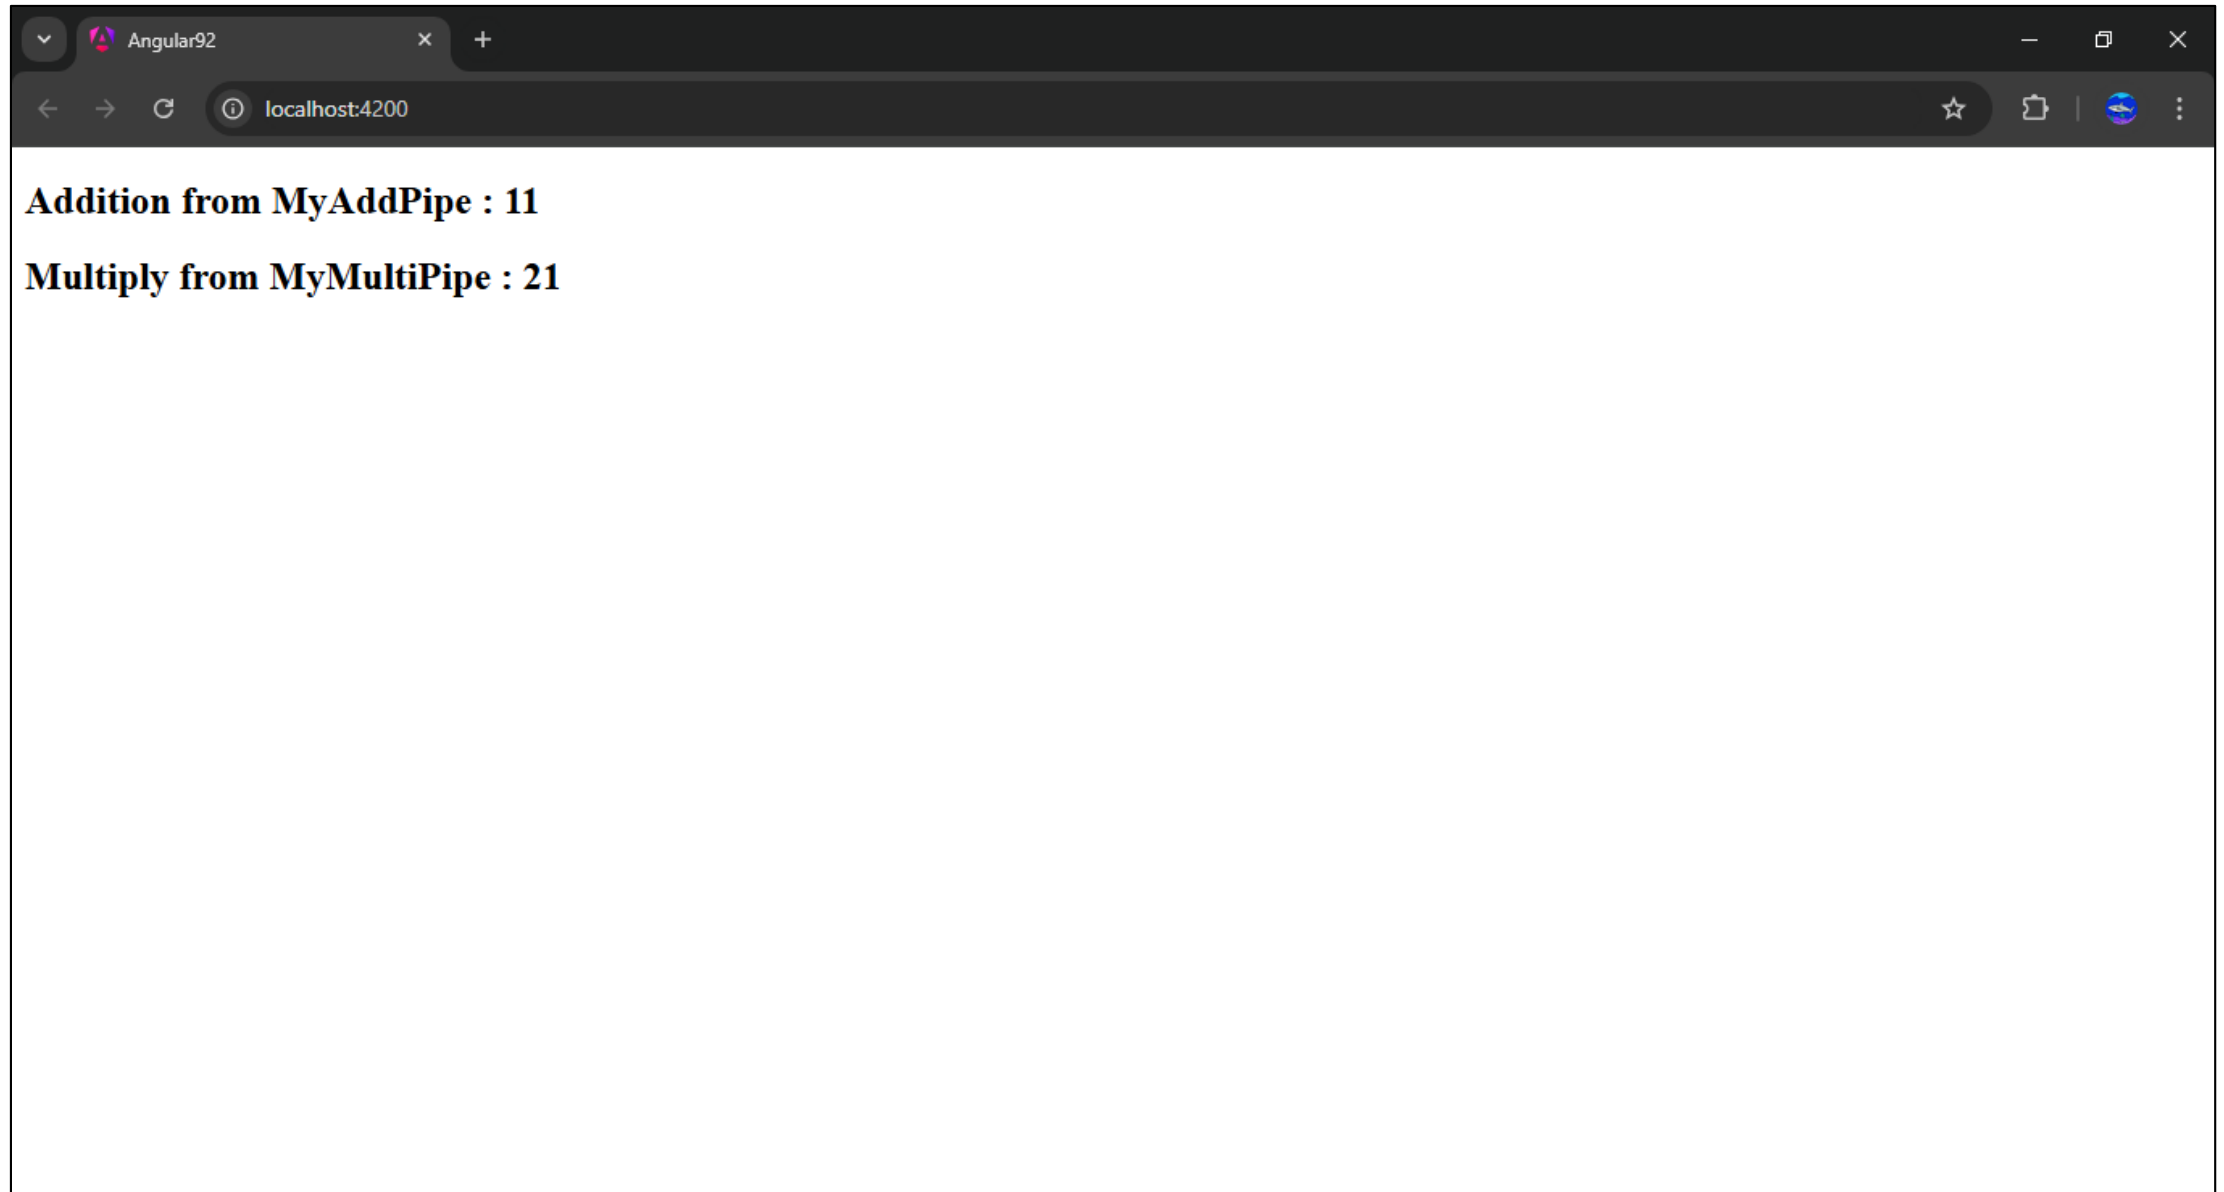 Angular92
localhost:4200
Addition from MyAddPipe : 11
Multiply from MyMultiPipe : 21